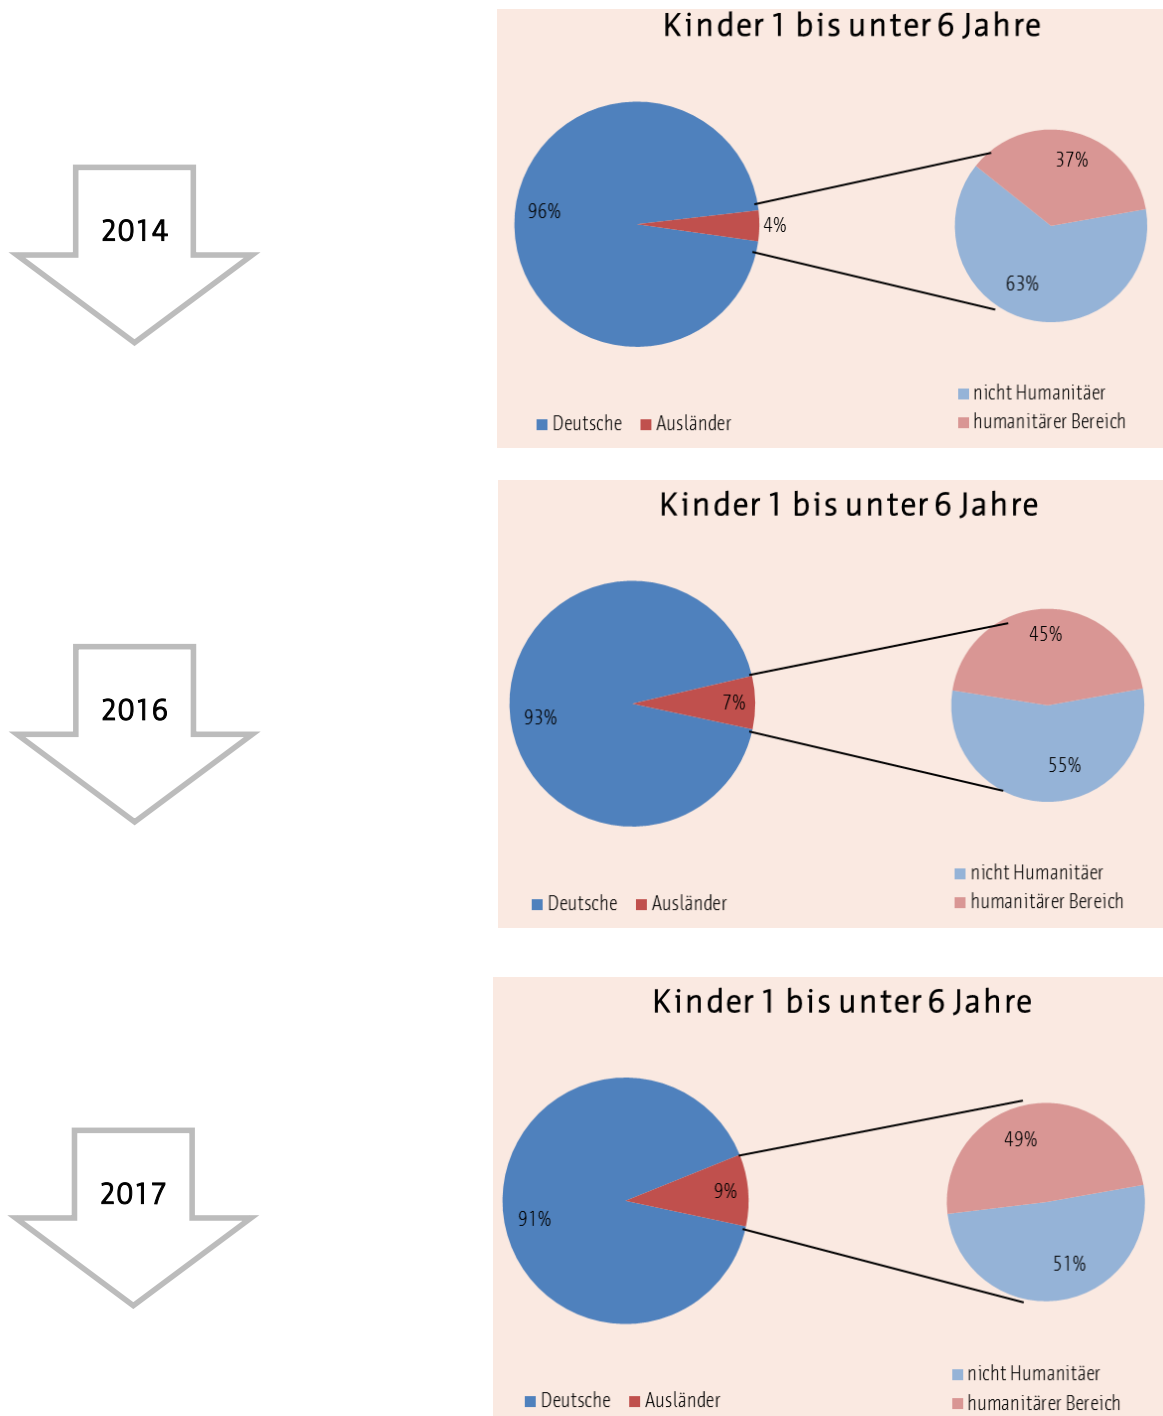 Kinder 1 bis unter 6 Jahre
2014
96%
4%
37%
63%
nicht Humanitäer
humanitärer Bereich
Deutsche Ausländer
Kinder 1 bis unter 6 Jahre
2016
93%
7%
45%
55%
nicht Humanitäer
humanitärer Bereich
Deutsche Ausländer
Kinder 1 bis unter 6 Jahre
2017
91%
9%
49%
51%
nicht Humanitäer
humanitärer Bereich
Deutsche Ausländer